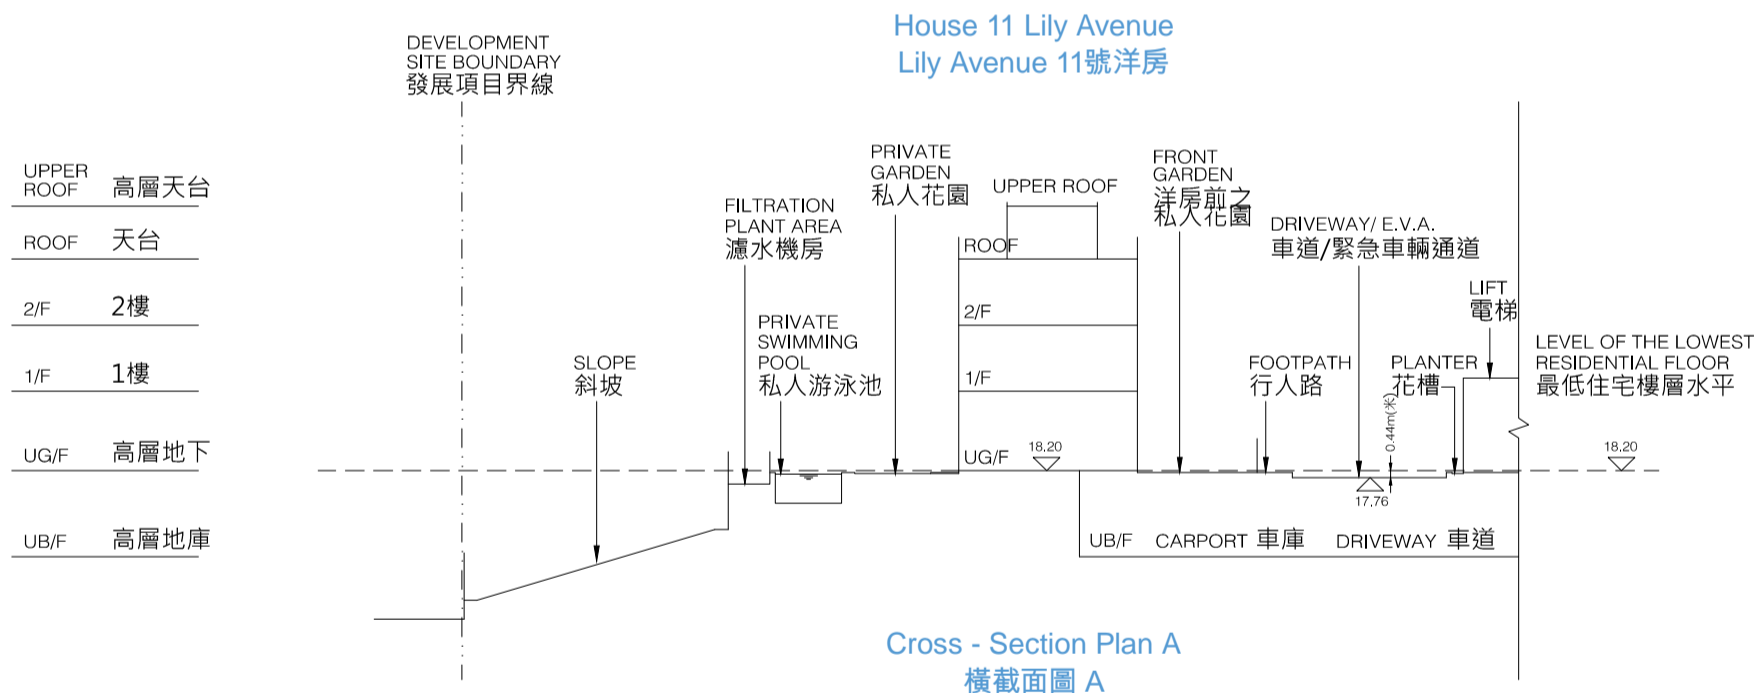 House 11 Lily Avenue
Lily Avenue 11號洋房
DEVELOPMENT
SITE BOUNDARY
發展項目界線
UPPER
ROOF 高層天台
ROOF 天台
2/F 2樓
1/F 1樓
UG/F 高層地下
UB/F 高層地庫
SLOPE
斜坡
FILTRATION
PLANT AREA
濾水機房
PRIVATE
SWIMMING
POOL
私人游泳池
PRIVATE
GARDEN
私人花園
UPPER ROOF
ROOF
2/F
1/F
UG/F
18.20
FRONT
GARDEN
洋房前之
私人花園
DRIVEWAY/ E.V.A.
車道/緊急車輛通道
FOOTPATH
行人路
PLANTER
花槽
0.44m(米)
17.76
LIFT
電梯
LEVEL OF THE LOWEST
RESIDENTIAL FLOOR
最低住宅樓層水平
18.20
UB/F CARPORT 車庫 DRIVEWAY 車道
Cross - Section Plan A
橫截面圖 A